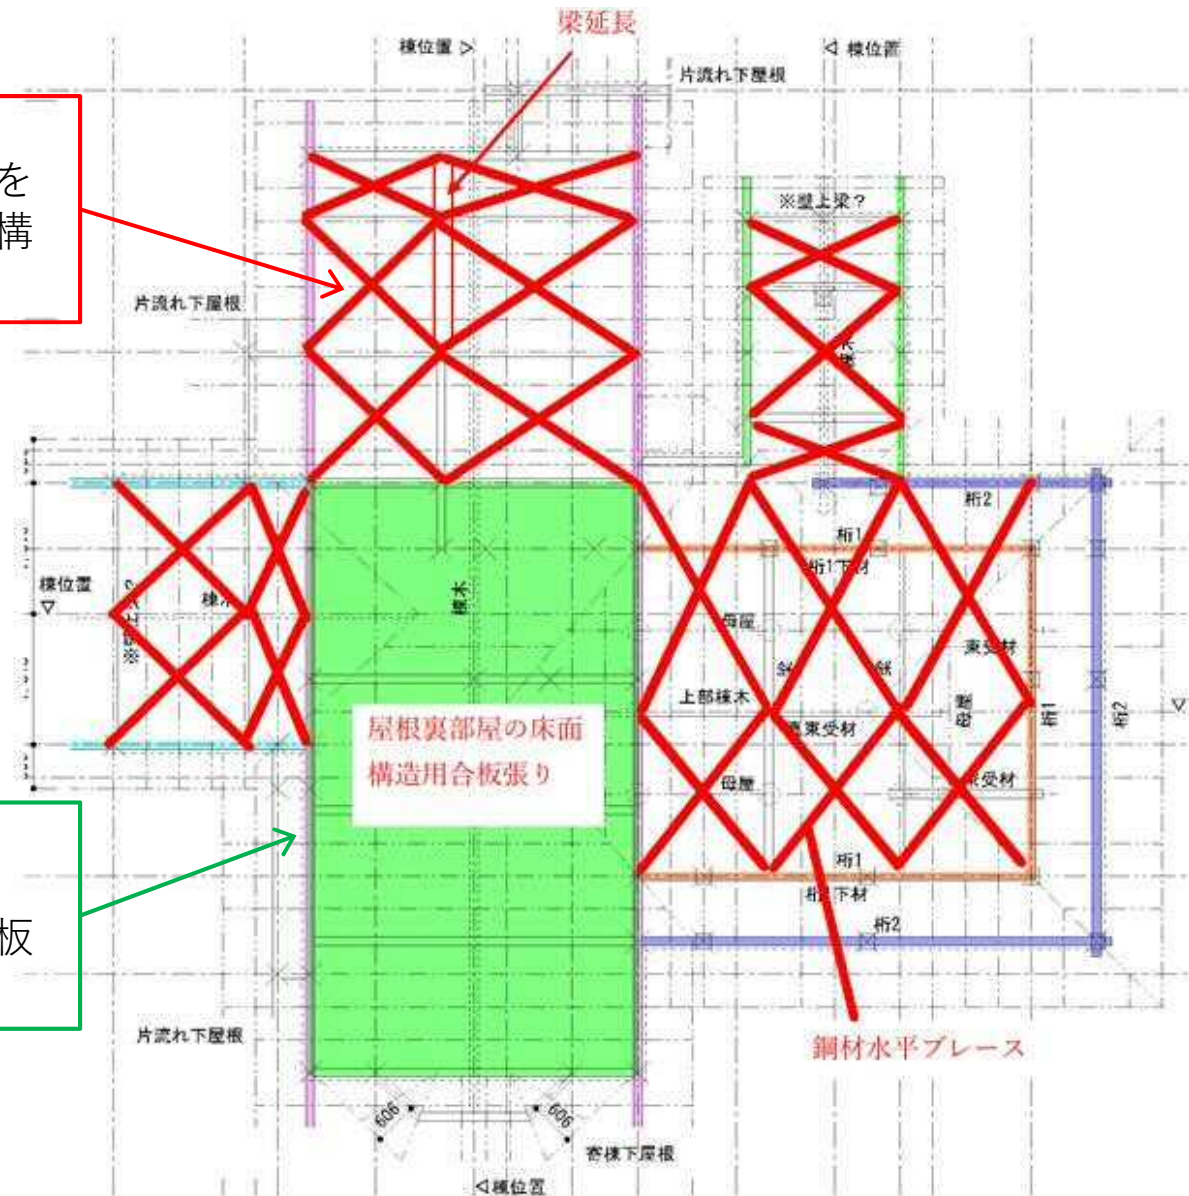 梁延長
棟位置 ▷
◁ 棟位置
片流れ下屋根
を
構
※壁上梁？
片流れ下屋根
桁2
桁1
桁1下材
棟位置
▽
棟木
母屋
束受材
上部棟木
束受材
母屋
桁1
桁2
◁
屋根裏部屋の床面
構造用合板張り
母屋
束受材
桁1
下材
桁2
板
片流れ下屋根
鋼材水平ブレース
606
606
寄棟下屋根
◁棟位置